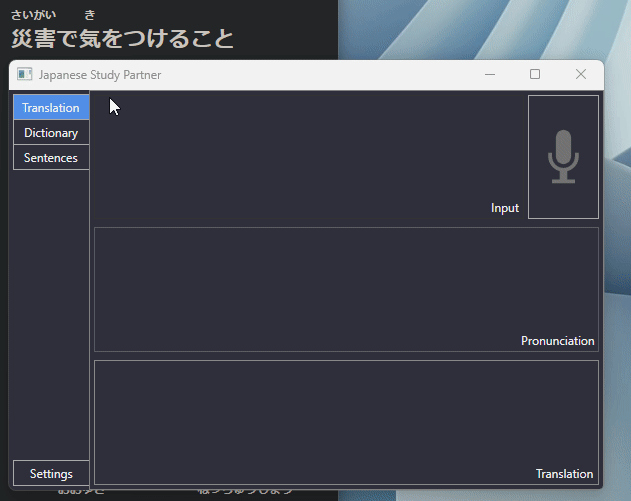 さいがい き
災害で気をつけること
Japanese Study Partner
Translation
Dictionary
Sentences
Input
Pronunciation
Translation
Settings